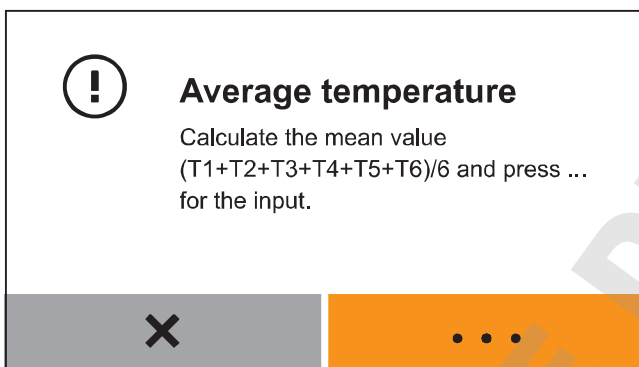 Average temperature
Calculate the mean value
(T1+T2+T3+T4+T5+T6)/6 and press ...
for the input.
...